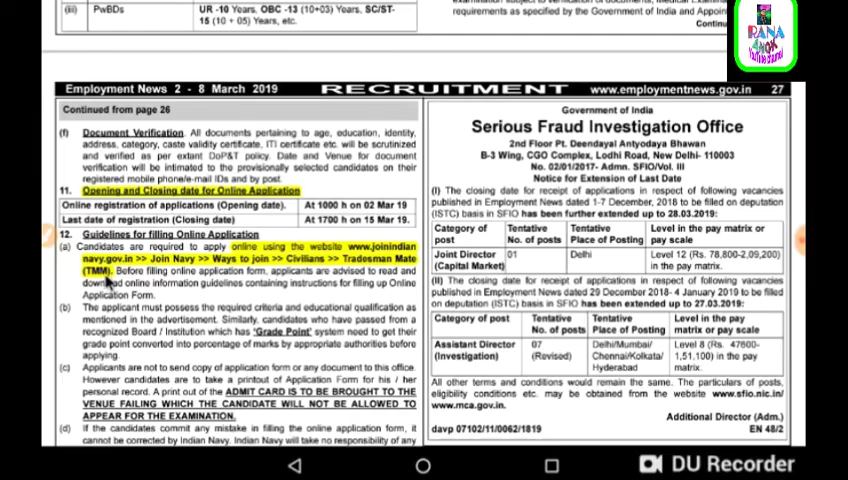 (iii) PwBDs UR -10 Years, OBC -13 (10+03) Years, SC/ST-
15 (10 + 05) Years, etc.
requirements as specified by the Government of India and Appoin
Continu
RANA
YouTube channel
Employment News 2 - 8 March 2019 RECRUITMENT www.employmentnews.gov.in 27
Continued from page 26
(f) Document Verification. All documents pertaining to age, education, identity,
address, category, caste validity certificate, ITI certificate etc. will be scrutinized
and verified as per extant DoP&T policy. Date and Venue for document
verification will be intimated to the provisionally selected candidates on their
registered mobile phone/e-mail IDs and by post.
11. Opening and Closing date for Online Application
Online registration of applications (Opening date). At 1000 h on 02 Mar 19
Last date of registration (Closing date) At 1700 h on 15 Mar 19.
12. Guidelines for filling Online Application
(a) Candidates are required to apply online using the website www.joinindian
navy.gov.in >> Join Navy >> Ways to join >> Civilians >> Tradesman Mate
(TMM). Before filling online application form, applicants are advised to read and
download online information guidelines containing instructions for filling up Online
Application Form.
(b) The applicant must possess the required criteria and educational qualification as
mentioned in the advertisement. Similarly, candidates who have passed from a
recognized Board / Institution which has 'Grade Point' system need to get their
grade point converted into percentage of marks by appropriate authorities before
applying.
(c) Applicants are not to send copy of application form or any document to this office.
However candidates are to take a printout of Application Form for his / her
personal record. A print out of the ADMIT CARD IS TO BE BROUGHT TO THE
VENUE FAILING WHICH THE CANDIDATE WILL NOT BE ALLOWED TO
APPEAR FOR THE EXAMINATION.
(d) If the candidates commit any mistake in filling the online application form, it
cannot be corrected by Indian Navy. Indian Navy will take no responsibility of any
Government of India
Serious Fraud Investigation Office
2nd Floor Pt. Deendayal Antyodaya Bhawan
B-3 Wing, CGO Complex, Lodhi Road, New Delhi -110003
No. 02/01/2017- Admn. SFIO/Vol. III
Notice for Extension of Last Date
(I) The closing date for receipt of applications in respect of following vacancies
published in Employment News dated 1-7 December, 2018 to be filled on deputation
(ISTC) basis in SFIO has been further extended up to 28.03.2019:
Category of post Tentative No. of posts Tentative Place of Posting Level in the pay matrix or pay scale
Joint Director (Capital Market) 01 Delhi Level 12 (Rs. 78,800-2,09,200) in the pay matrix.
(II) The closing date for receipt of applications in respect of following vacancies
published in Employment News dated 29 December 2018- 4 January 2019 to be filled
on deputation (ISTC) basis in SFIO has been extended up to 27.03.2019:
Category of post Tentative No. of posts Tentative Place of Posting Level in the pay matrix or pay scale
Assistant Director (Investigation) 07 (Revised) Delhi/Mumbai/ Chennai/Kolkata/ Hyderabad Level 8 (Rs. 47600-1,51,100) in the pay matrix.
All other terms and conditions would remain the same. The particulars of posts,
eligibility conditions etc. may be obtained from the website www.sfio.nic.in/
www.mca.gov.in.
Additional Director (Adm.)
davp 07102/11/0062/1819 EN 48/2
DU Recorder